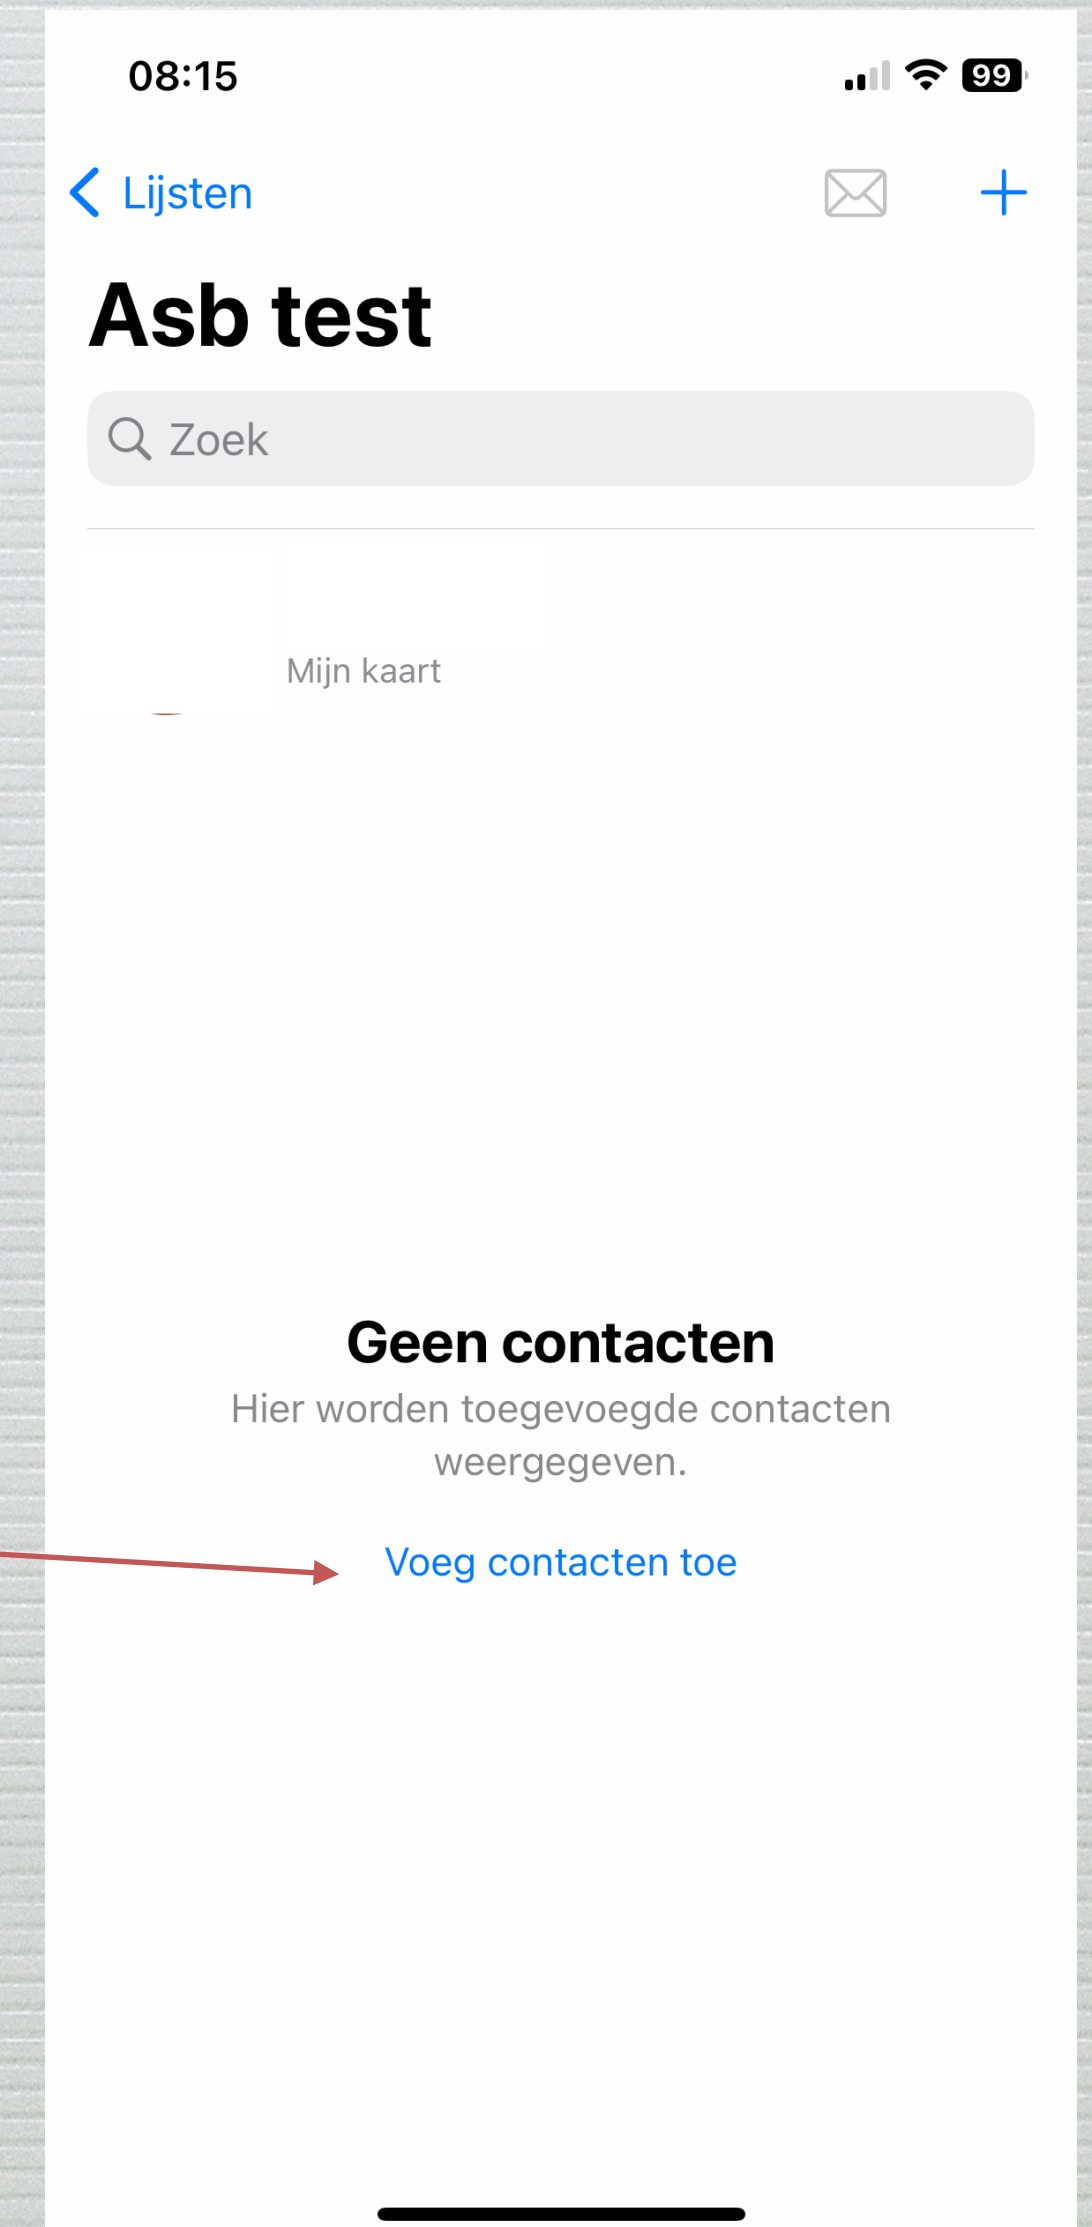 08:15
99
Lijsten
Asb test
Zoek
Mijn kaart
Geen contacten
Hier worden toegevoegde contacten
weergegeven.
Voeg contacten toe